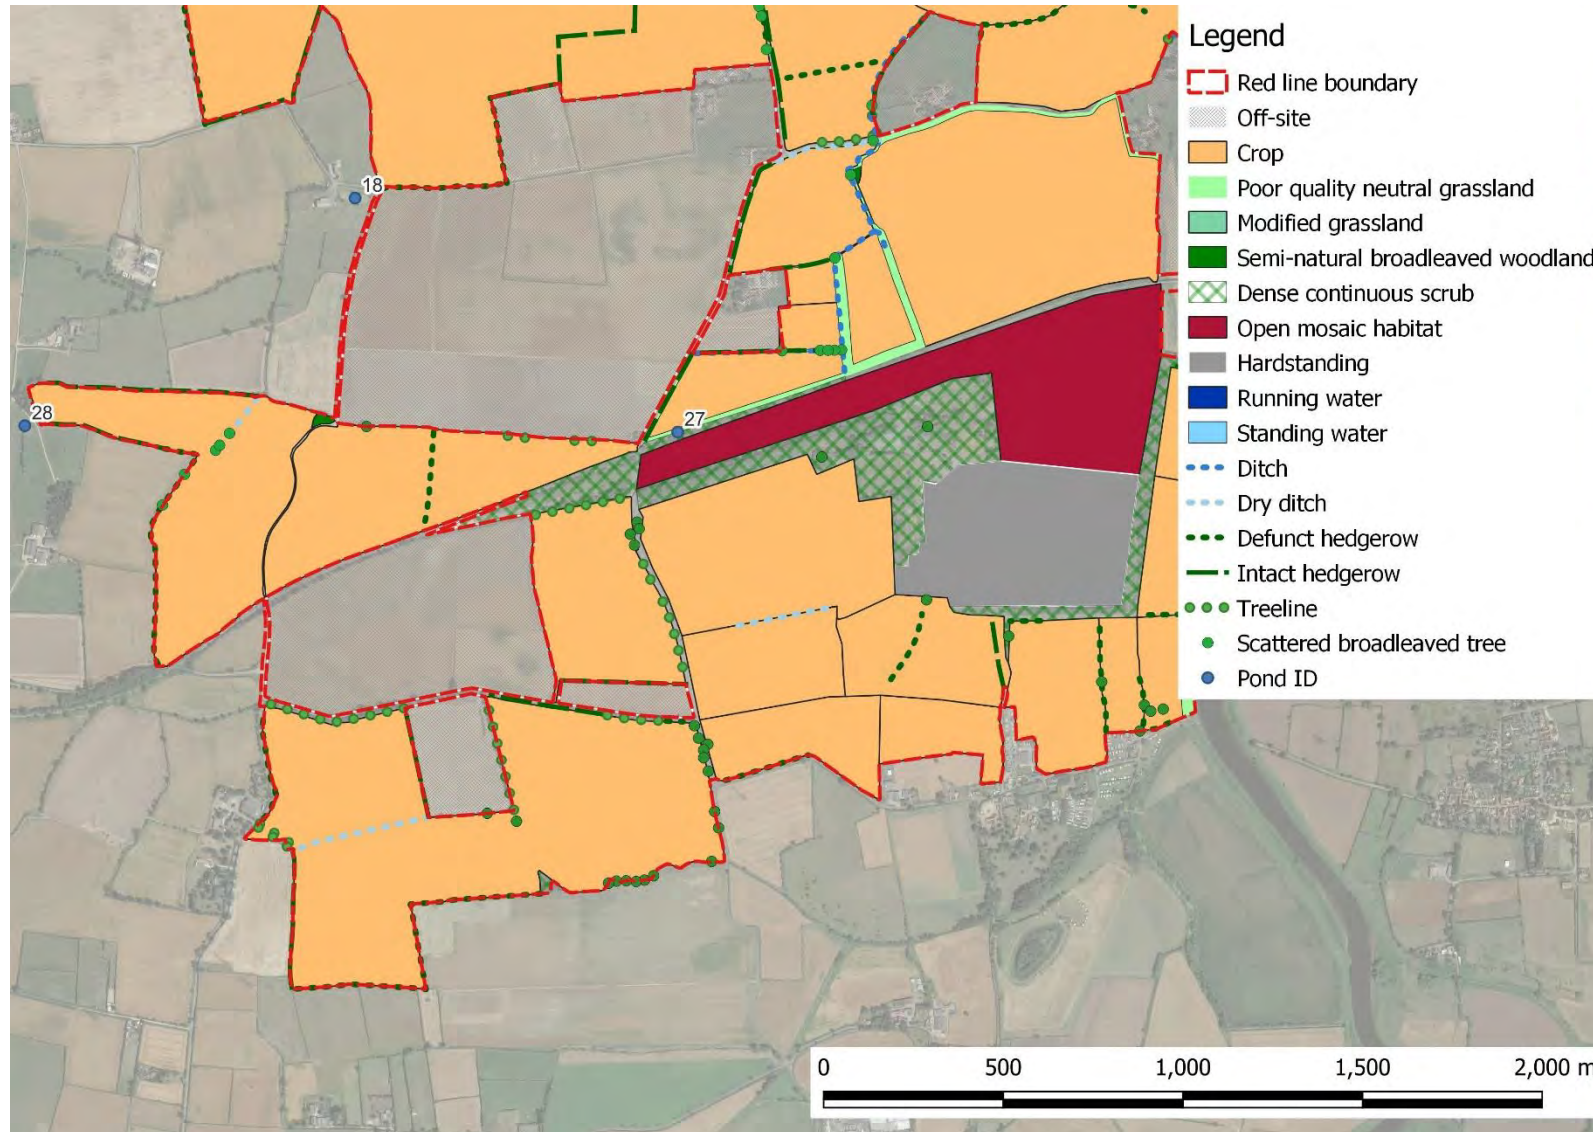 Legend
Red line boundary
Off-site
Crop
Poor quality neutral grassland
Modified grassland
Semi-natural broadleaved woodland
Dense continuous scrub
Open mosaic habitat
Hardstanding
Running water
Standing water
Ditch
Dry ditch
Defunct hedgerow
Intact hedgerow
Treeline
Scattered broadleaved tree
Pond ID
18
28
27
0 500 1,000 1,500 2,000 m